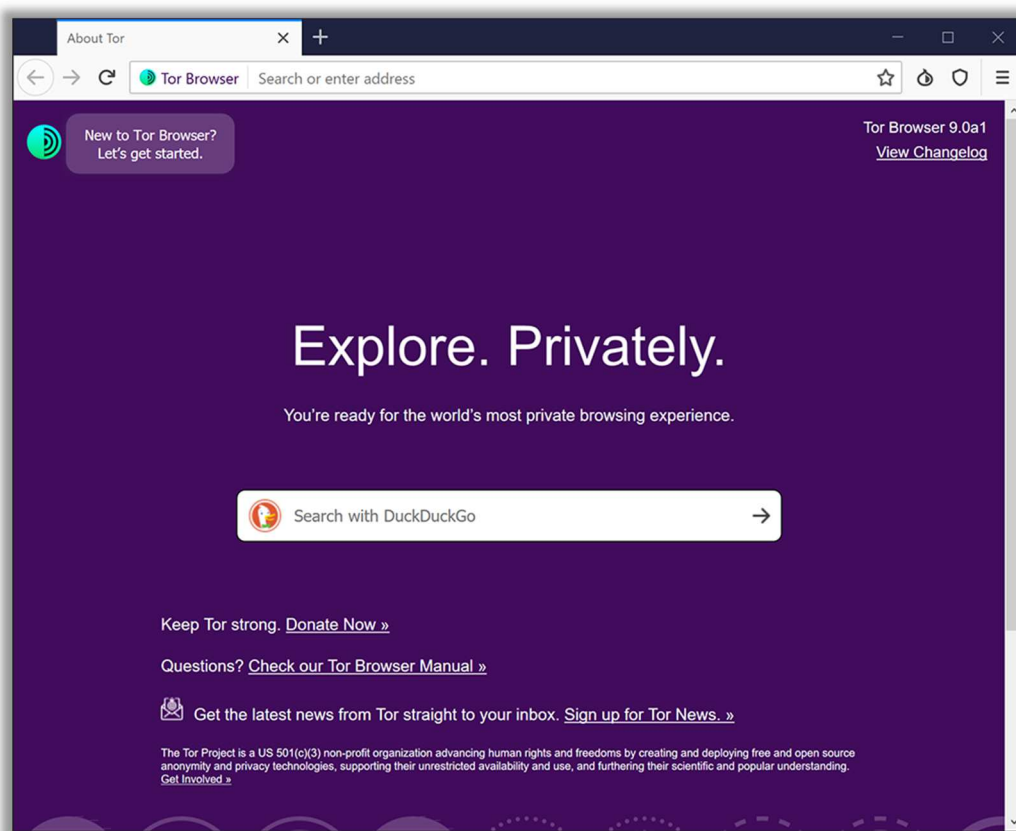 About Tor
Tor Browser Search or enter address
New to Tor Browser?
Let's get started.
Tor Browser 9.0a1
View Changelog
Explore. Privately.
You're ready for the world's most private browsing experience.
Search with DuckDuckGo
Keep Tor strong. Donate Now »
Questions? Check our Tor Browser Manual »
Get the latest news from Tor straight to your inbox. Sign up for Tor News. »
The Tor Project is a US 501(c)(3) non-profit organization advancing human rights and freedoms by creating and deploying free and open source
anonymity and privacy technologies, supporting their unrestricted availability and use, and furthering their scientific and popular understanding.
Get Involved »